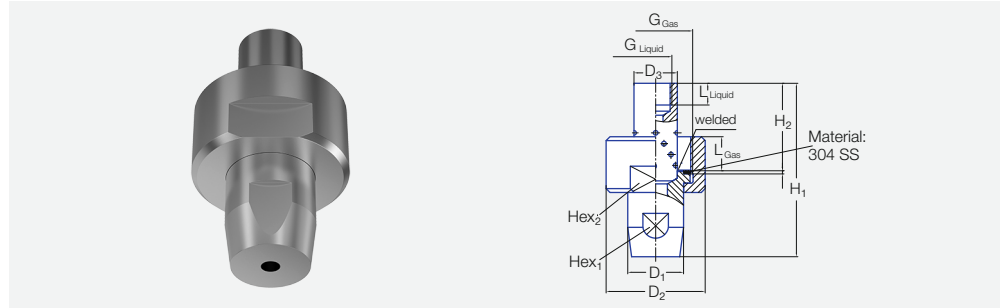 G Gas
G Liquid
D₃
L Liquid
welded
H₂
L Gas
Material:
304 SS
H₁
Hex₂
Hex₁
D₁
D₂